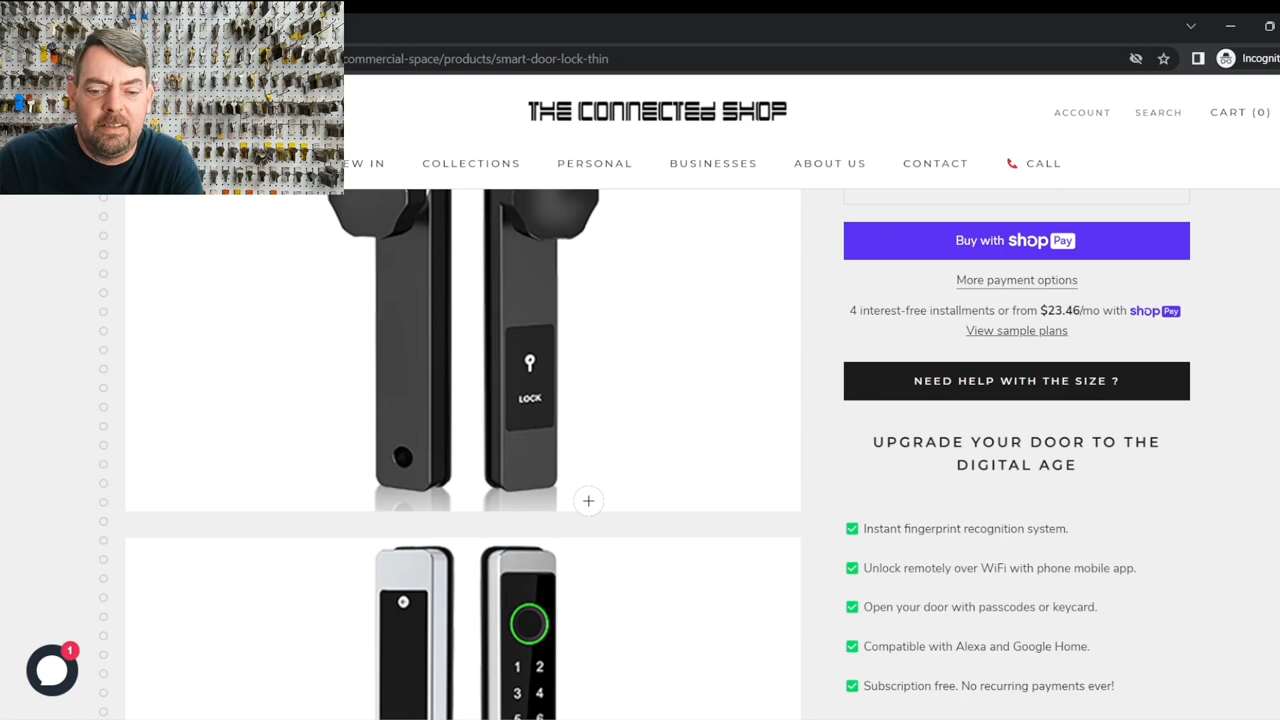 commercial-space/products/smart-door-lock-thin
Incognit
THE CONNECTEd SHOP
ACCOUNT
SEARCH
CART (0)
EW IN
COLLECTIONS
PERSONAL
BUSINESSES
ABOUT US
CONTACT
CALL
Buy with shop Pay
More payment options
4 interest-free installments or from $23.46/mo with shop Pay
View sample plans
NEED HELP WITH THE SIZE ?
LOCK
UPGRADE YOUR DOOR TO THE
DIGITAL AGE
Instant fingerprint recognition system.
Unlock remotely over WiFi with phone mobile app.
Open your door with passcodes or keycard.
Compatible with Alexa and Google Home.
Subscription free. No recurring payments ever!
1
1 2
3 4
5 6